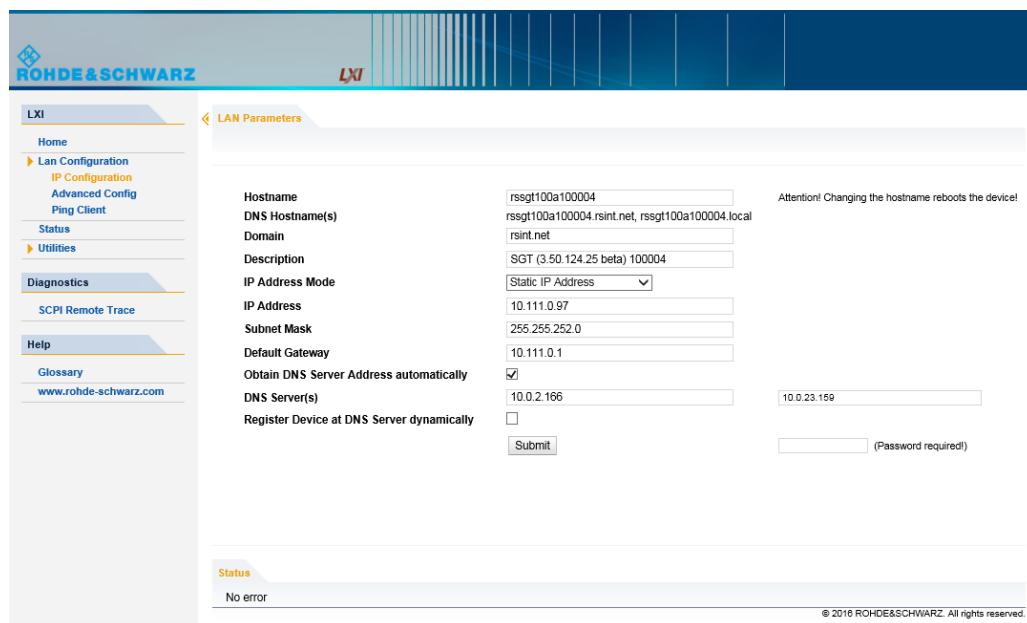 ROHDE&SCHWARZ
LXI
LXI
Home
Lan Configuration
IP Configuration
Advanced Config
Ping Client
Status
Utilities
Diagnostics
SCPI Remote Trace
Help
Glossary
www.rohde-schwarz.com
LAN Parameters
Hostname rssgt100a100004 Attention! Changing the hostname reboots the device!
DNS Hostname(s) rssgt100a100004.rsint.net, rssgt100a100004.local
Domain rsint.net
Description SGT (3.50.124.25 beta) 100004
IP Address Mode Static IP Address
IP Address 10.111.0.97
Subnet Mask 255.255.252.0
Default Gateway 10.111.0.1
Obtain DNS Server Address automatically
DNS Server(s) 10.0.2.166 10.0.23.159
Register Device at DNS Server dynamically
Submit (Password required!)
Status
No error
© 2016 ROHDE&SCHWARZ. All rights reserved.